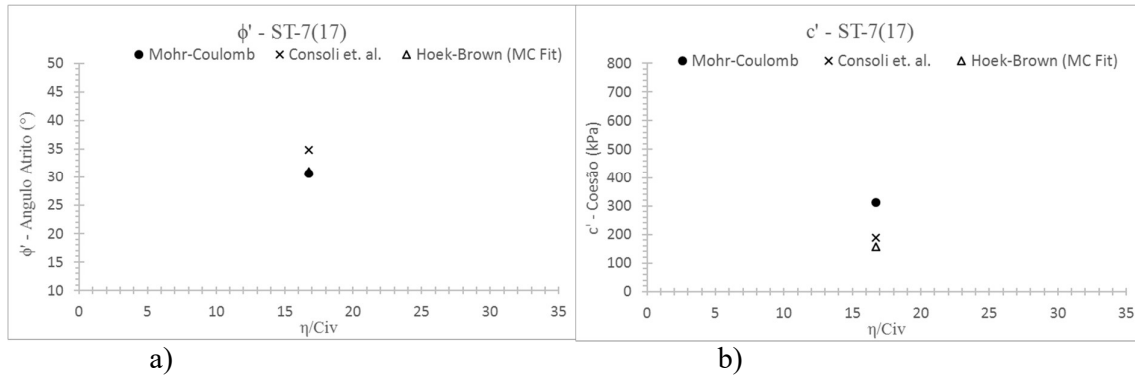 ϕ' - ST-7(17)
● Mohr-Coulomb × Consoli et. al. Δ Hoek-Brown (MC Fit)
50
45
40
35
30
25
20
15
10
0 5 10 15 20 25 30 35
ϕ' - Angulo Atrito (°)
η/Civ
a)
c' - ST-7(17)
● Mohr-Coulomb × Consoli et. al. Δ Hoek-Brown (MC Fit)
800
700
600
500
400
300
200
100
0
0 5 10 15 20 25 30 35
c' - Coesão (kPa)
η/Civ
b)